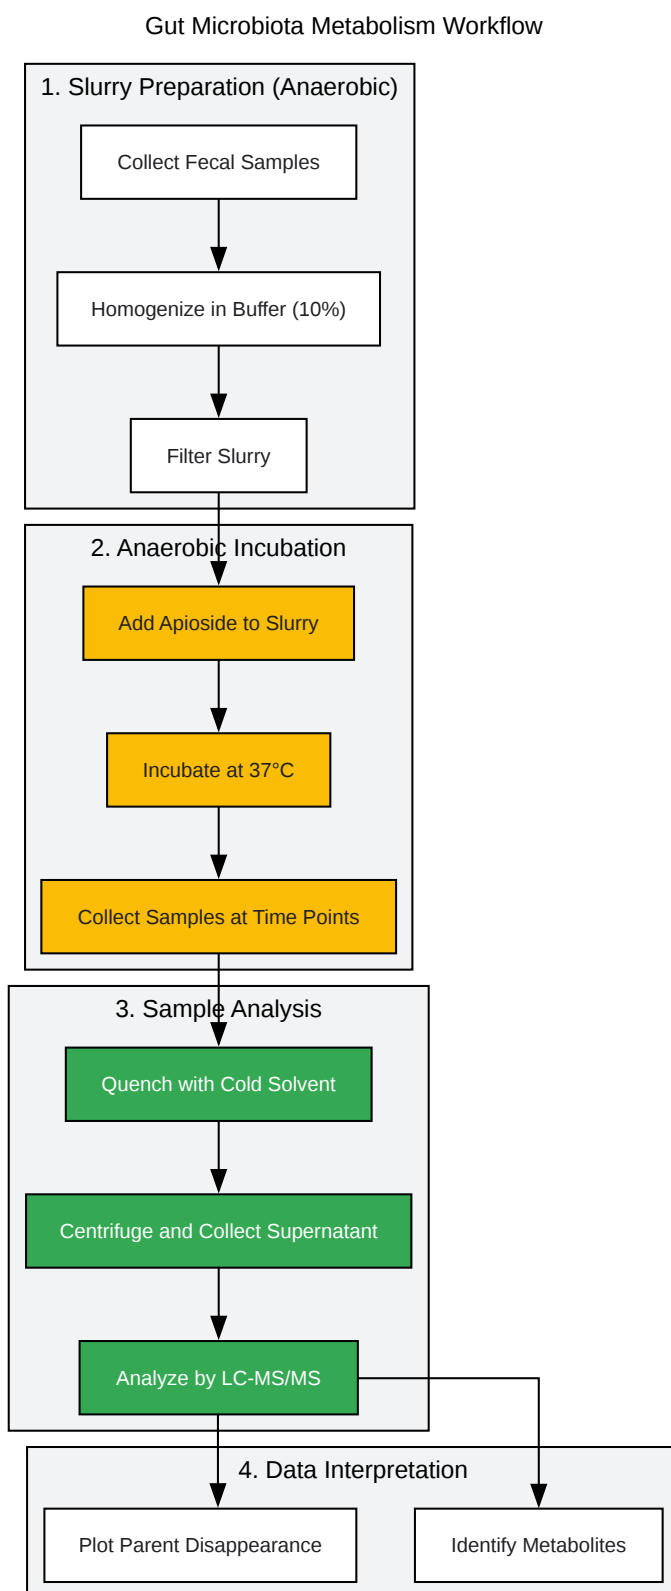 Gut Microbiota Metabolism Workflow
1. Slurry Preparation (Anaerobic)
Collect Fecal Samples
Homogenize in Buffer (10%)
Filter Slurry
2. Anaerobic Incubation
Add Apioside to Slurry
Incubate at 37°C
Collect Samples at Time Points
3. Sample Analysis
Quench with Cold Solvent
Centrifuge and Collect Supernatant
Analyze by LC-MS/MS
4. Data Interpretation
Plot Parent Disappearance
Identify Metabolites